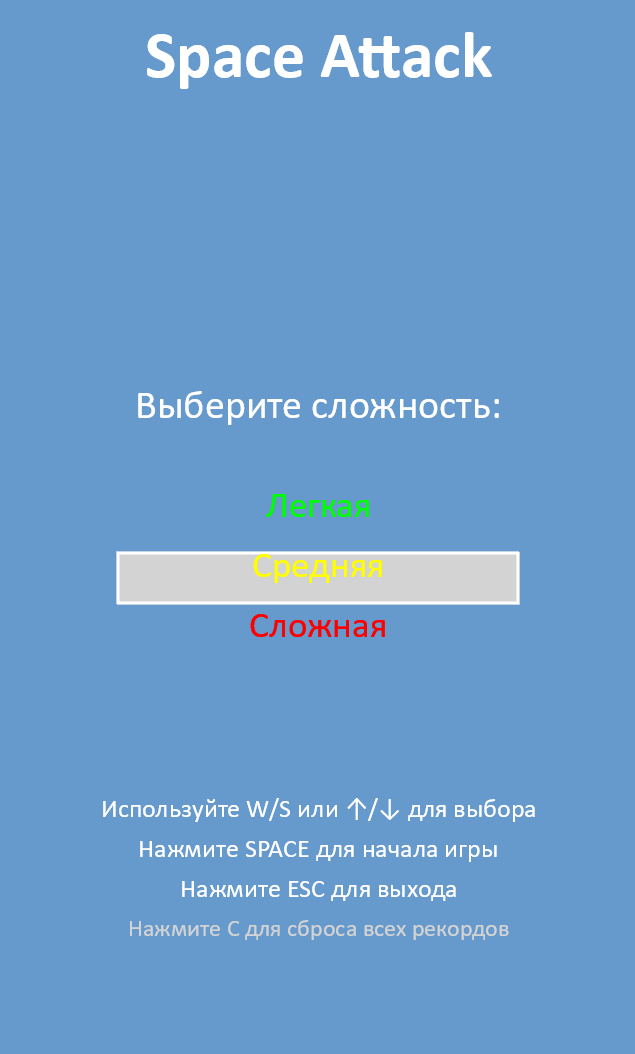 Space Attack
Выберите сложность:
Легкая
Средняя
Сложная
Используйте W/S или ↑/↓ для выбора
Нажмите SPACE для начала игры
Нажмите ESC для выхода
Нажмите C для сброса всех рекордов